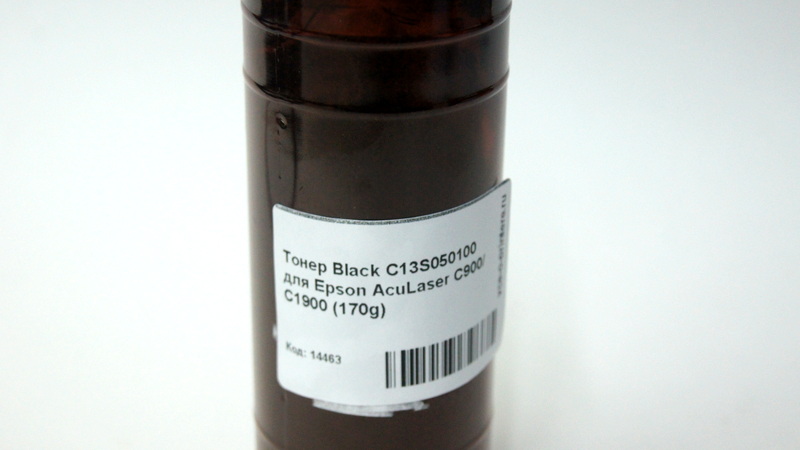 Тонер Black C13S050100
для Epson AcuLaser C900/
C1900 (170g)
Код: 14463